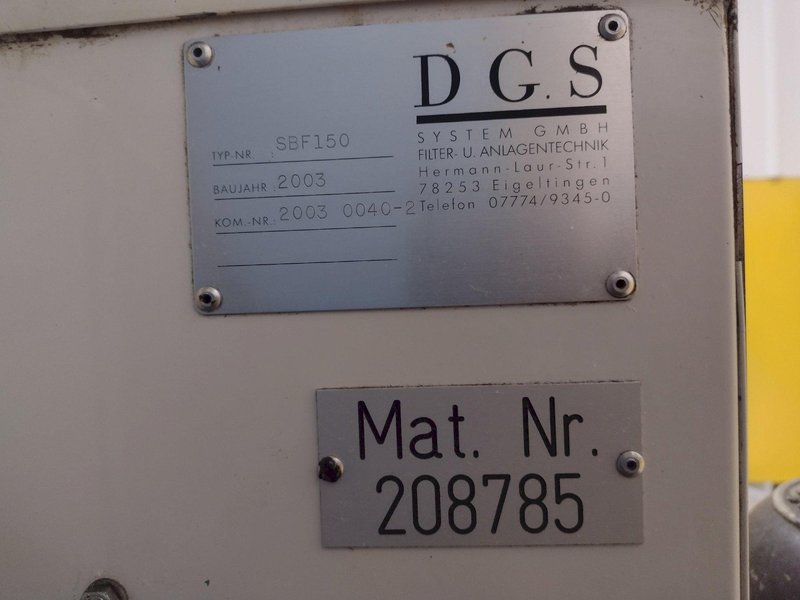 D G. S
SYSTEM GMBH
FILTER- U. ANLAGENTECHNIK
Hermann-Laur-Str. 1
78253 Eigeltingen
Telefon 07774/9345-0
TYP-NR. : SBF150
BAUJAHR : 2003
KOM.-NR.: 2003 0040-2
Mat. Nr.
208785